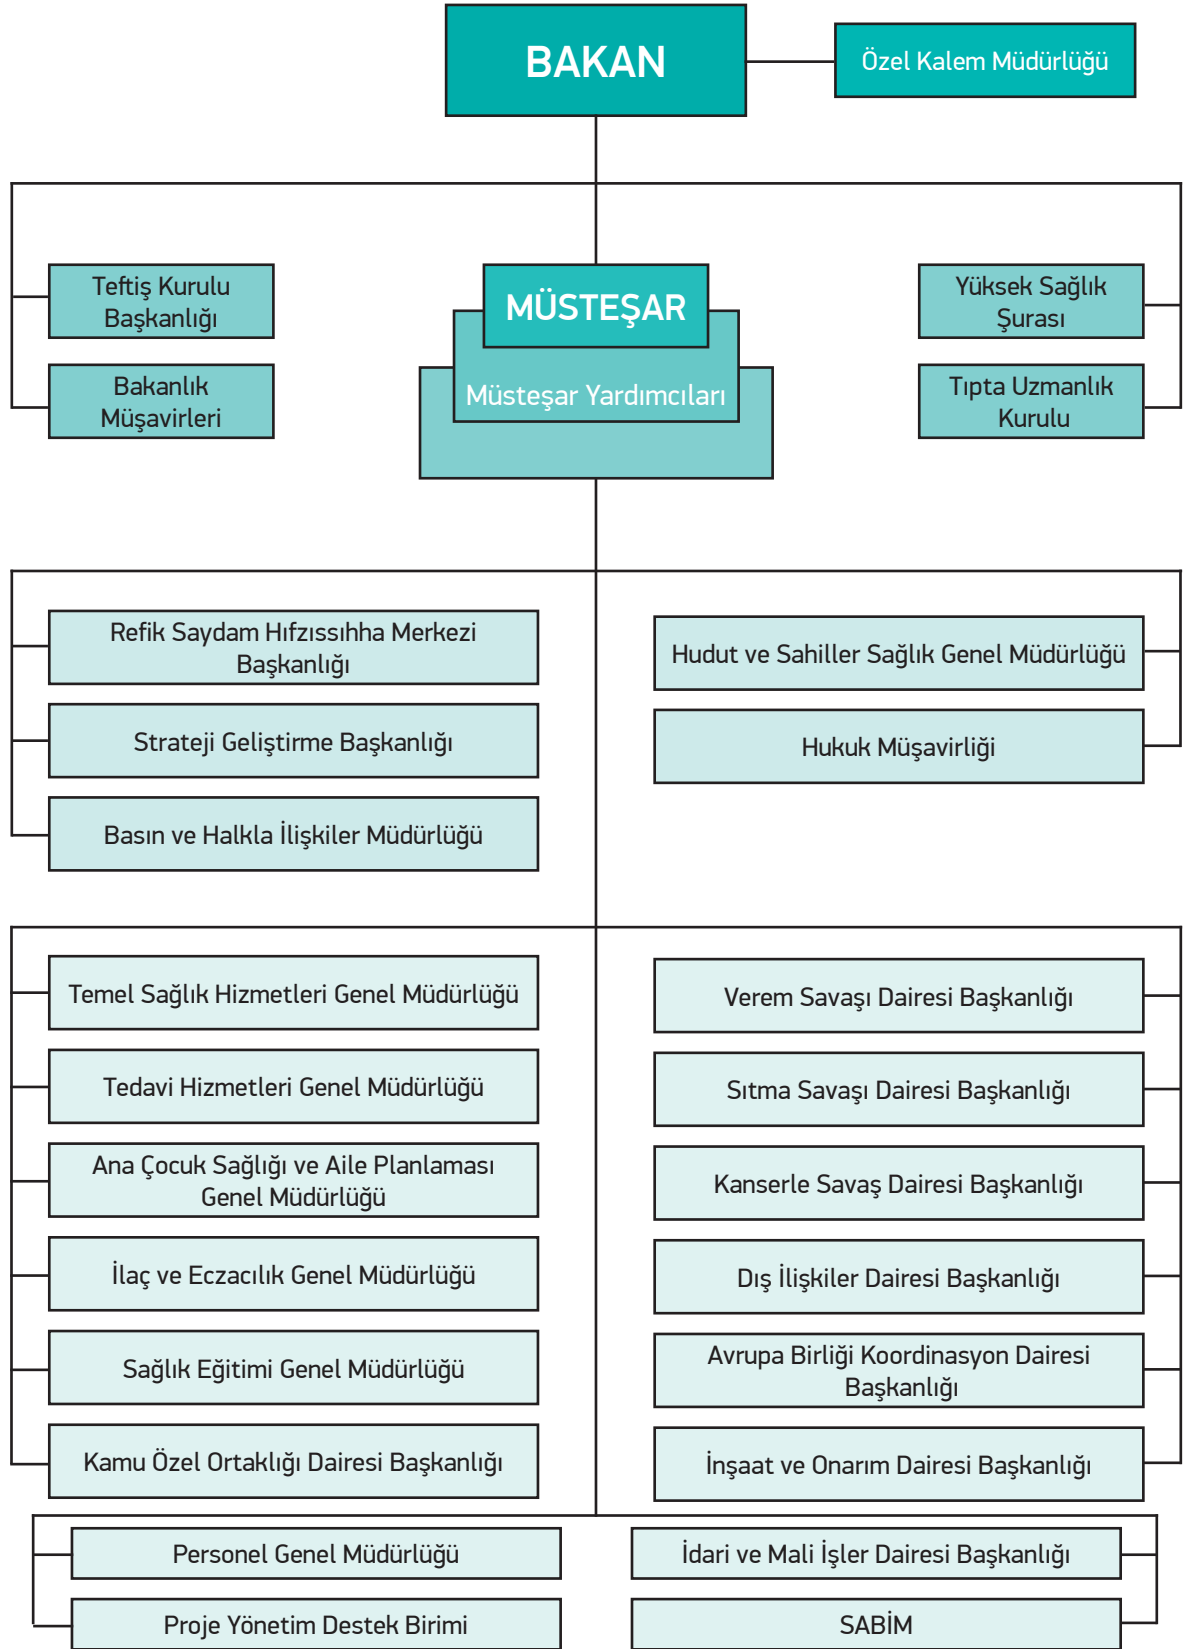 BAKAN
Özel Kalem Müdürlüğü
Teftiş Kurulu
Başkanlığı
Bakanlık
Müşavirleri
MÜSTEŞAR
Müsteşar Yardımcıları
Yüksek Sağlık
Şurası
Tıpta Uzmanlık
Kurulu
Refik Saydam Hıfzıssıhha Merkezi
Başkanlığı
Strateji Geliştirme Başkanlığı
Basın ve Halkla İlişkiler Müdürlüğü
Hudut ve Sahiller Sağlık Genel Müdürlüğü
Hukuk Müşavirliği
Temel Sağlık Hizmetleri Genel Müdürlüğü
Tedavi Hizmetleri Genel Müdürlüğü
Ana Çocuk Sağlığı ve Aile Planlaması
Genel Müdürlüğü
İlaç ve Eczacılık Genel Müdürlüğü
Sağlık Eğitimi Genel Müdürlüğü
Kamu Özel Ortaklığı Dairesi Başkanlığı
Verem Savaşı Dairesi Başkanlığı
Sıtma Savaşı Dairesi Başkanlığı
Kanserle Savaş Dairesi Başkanlığı
Dış İlişkiler Dairesi Başkanlığı
Avrupa Birliği Koordinasyon Dairesi
Başkanlığı
İnşaat ve Onarım Dairesi Başkanlığı
Personel Genel Müdürlüğü
Proje Yönetim Destek Birimi
İdari ve Mali İşler Dairesi Başkanlığı
SABİM